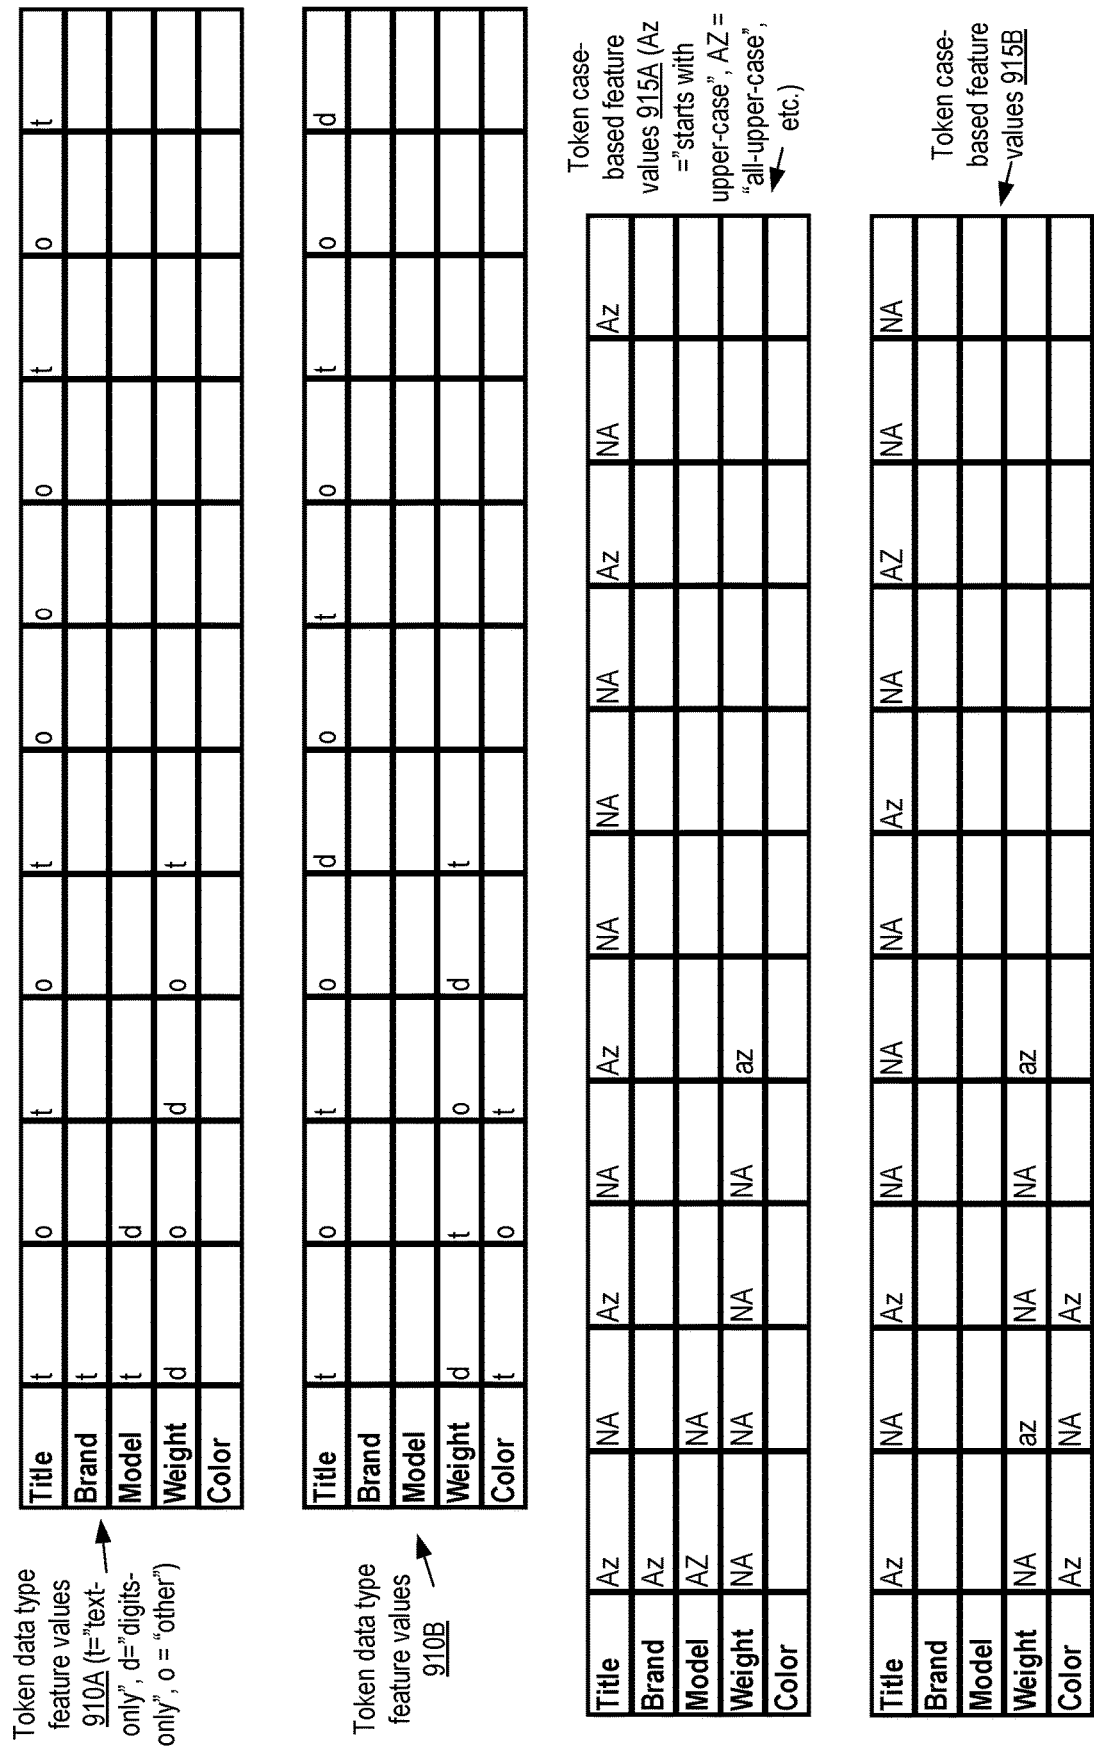 Token data type
feature values
910A (t="text-
only", d="digits-
only", o = "other")
Title t o t o t o o o t o t
Brand t
Model t d
Weight d o d o t
Color
Token data type
feature values
910B
Title t o t o d o t o t o d
Brand
Model
Weight d t o d t
Color t o t
Title Az NA Az NA Az NA NA NA Az NA Az
Brand Az
Model AZ NA
Weight NA NA NA NA az
Color
Token case-
based feature
values 915A (Az
="starts with
upper-case", AZ =
"all-upper-case",
etc.)
Title Az NA Az NA NA NA Az NA AZ NA NA
Brand
Model
Weight NA az NA NA az
Color Az NA Az
Token case-
based feature
values 915B